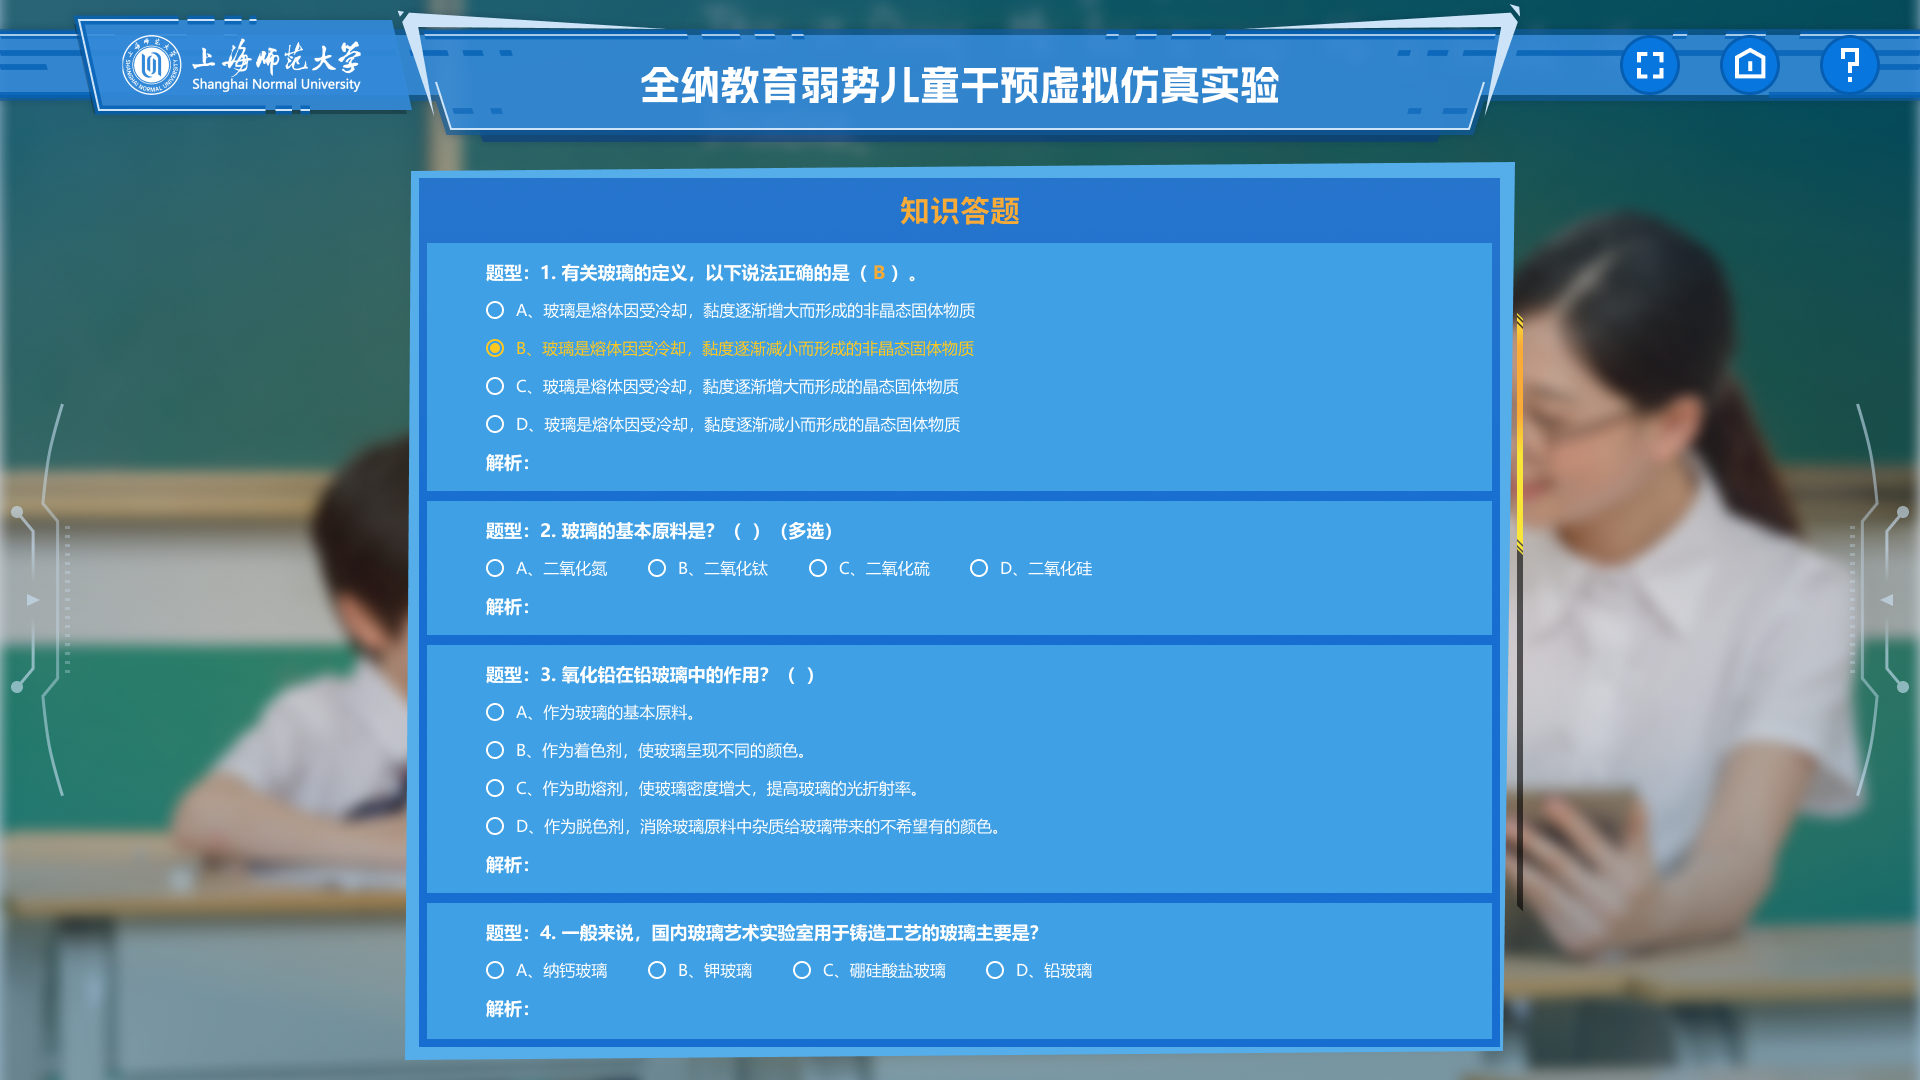 上海师范大学
Shanghai Normal University
全纳教育弱势儿童干预虚拟仿真实验
知识答题
题型：1. 有关玻璃的定义，以下说法正确的是（ B ）。
A、玻璃是熔体因受冷却，黏度逐渐增大而形成的非晶态固体物质
B、玻璃是熔体因受冷却，黏度逐渐减小而形成的非晶态固体物质
C、玻璃是熔体因受冷却，黏度逐渐增大而形成的晶态固体物质
D、玻璃是熔体因受冷却，黏度逐渐减小而形成的晶态固体物质
解析：
题型：2. 玻璃的基本原料是？（ ）（多选）
A、二氧化氮 B、二氧化钛 C、二氧化硫 D、二氧化硅
解析：
题型：3. 氧化铅在铅玻璃中的作用？（ ）
A、作为玻璃的基本原料。
B、作为着色剂，使玻璃呈现不同的颜色。
C、作为助熔剂，使玻璃密度增大，提高玻璃的光折射率。
D、作为脱色剂，消除玻璃原料中杂质给玻璃带来的不希望有的颜色。
解析：
题型：4. 一般来说，国内玻璃艺术实验室用于铸造工艺的玻璃主要是？
A、纳钙玻璃 B、钾玻璃 C、硼硅酸盐玻璃 D、铅玻璃
解析：